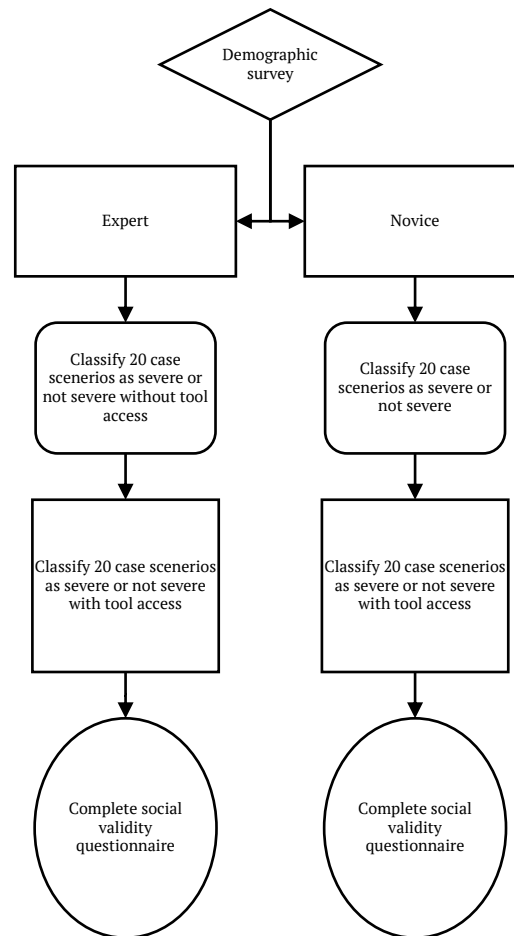 Demographic
survey
Expert
Novice
Classify 20 case
scenerios as severe or
not severe without tool
access
Classify 20 case
scenerios as severe or
not severe
Classify 20 case scenerios
as severe or not severe
with tool access
Classify 20 case scenerios
as severe or not severe
with tool access
Complete social
validity
questionnaire
Complete social
validity
questionnaire